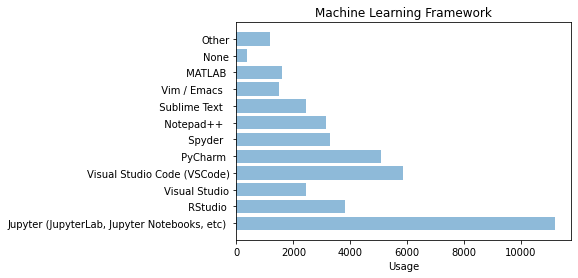 Machine Learning Framework
Other
None
MATLAB
Vim / Emacs
Sublime Text
Notepad++
Spyder
PyCharm
Visual Studio Code (VSCode)
Visual Studio
RStudio
Jupyter (JupyterLab, Jupyter Notebooks, etc)
0 2000 4000 6000 8000 10000
Usage